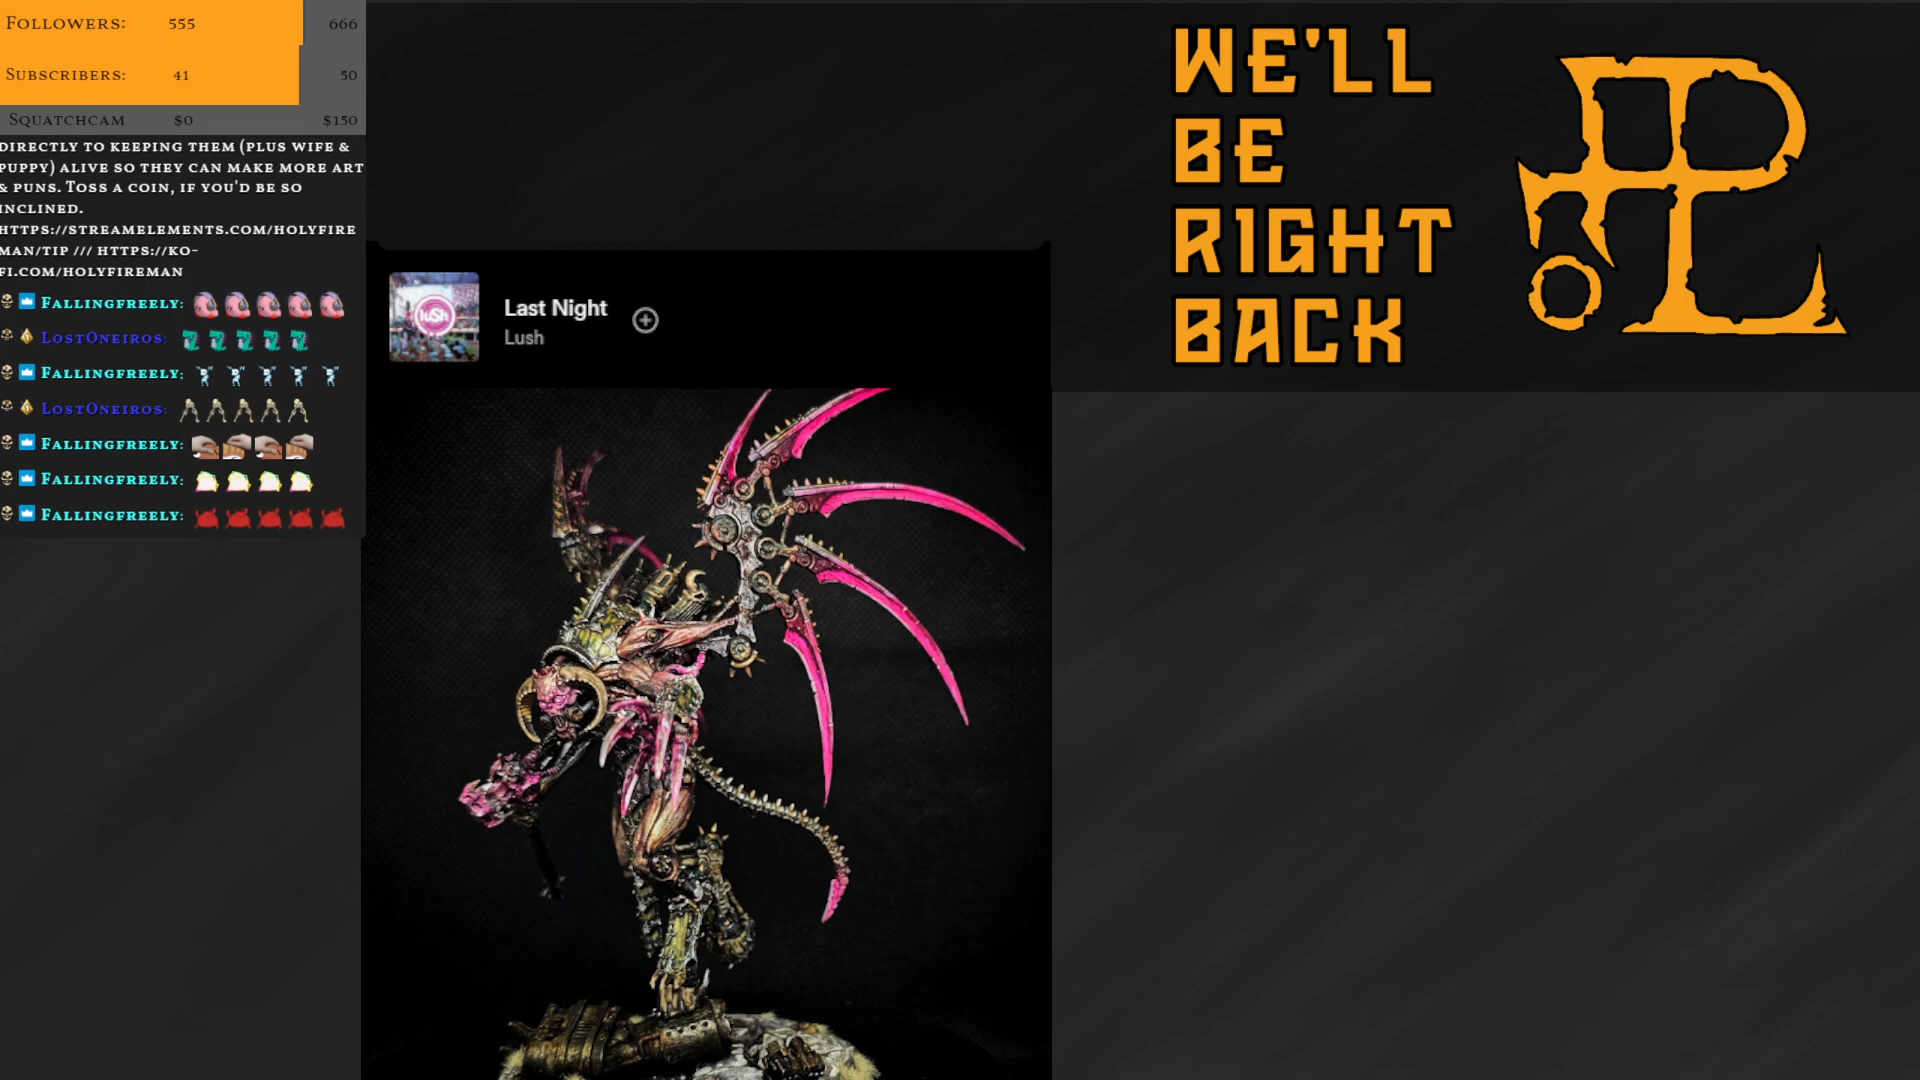 Followers: 555 666
Subscribers: 41 50
Squatchcam $0 $150
directly to keeping them (plus wife &
puppy) alive so they can make more art
& puns. Toss a coin, if you'd be so
inclined.
https://streamelements.com/holyfire
man/tip /// https://ko-
fi.com/holyfireman
Fallingfreely:
LostOneiros:
Fallingfreely:
LostOneiros:
Fallingfreely:
Fallingfreely:
Fallingfreely:
Last Night
Lush
lush
WE'LL
BE
RIGHT
BACK